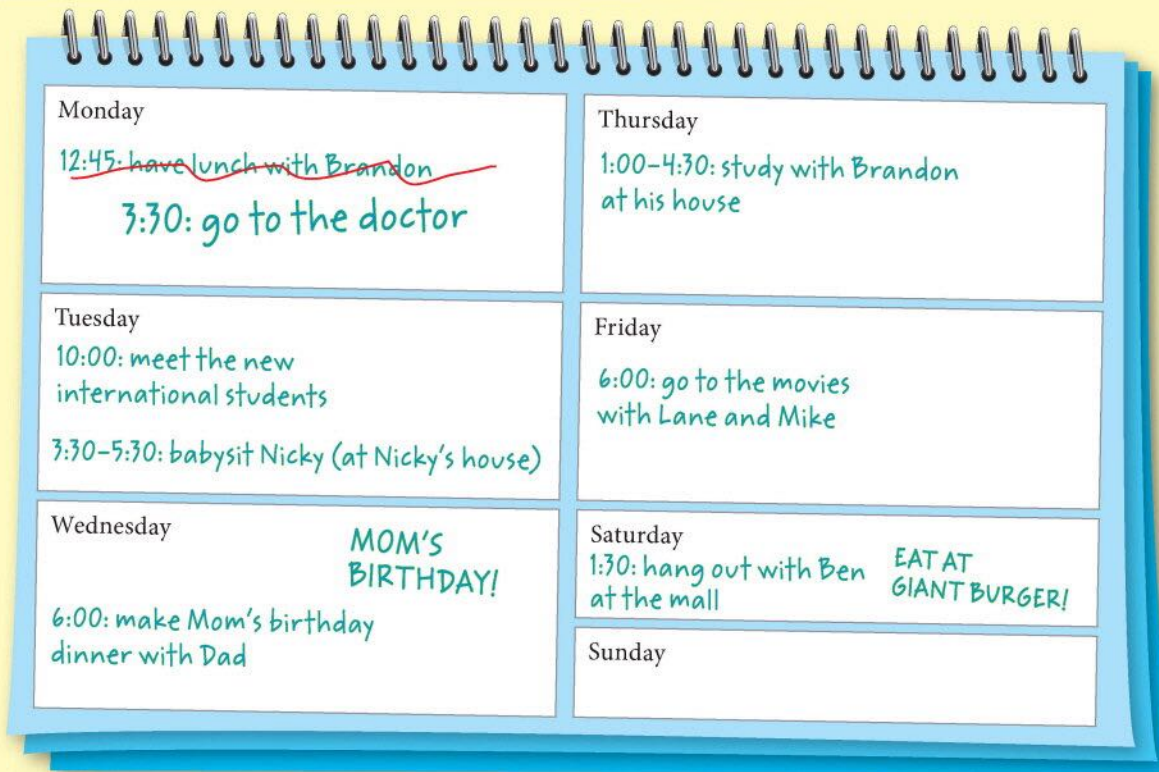 Monday
12:45: have lunch with Brandon
3:30: go to the doctor
Tuesday
10:00: meet the new
international students
3:30-5:30: babysit Nicky (at Nicky's house)
Wednesday
MOM'S
BIRTHDAY!
6:00: make Mom's birthday
dinner with Dad
Thursday
1:00-4:30: study with Brandon
at his house
Friday
6:00: go to the movies
with Lane and Mike
Saturday
1:30: hang out with Ben
at the mall
EAT AT
GIANT BURGER!
Sunday